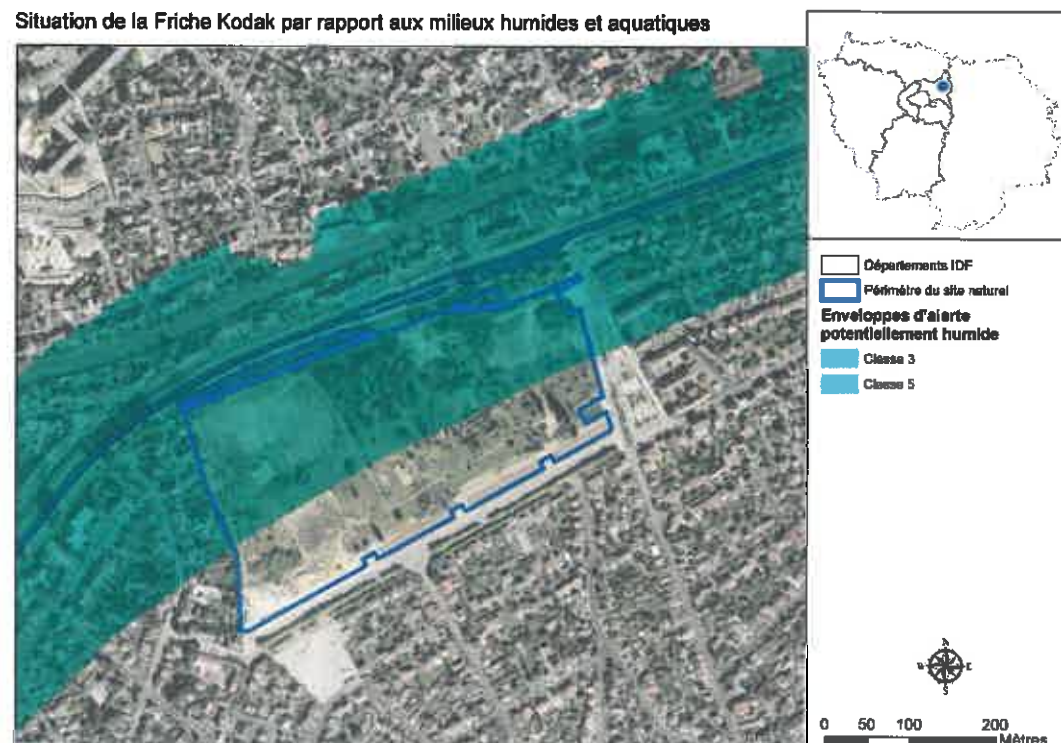 Situation de la Friche Kodak par rapport aux milieux humides et aquatiques
Départements IDF
Périmètre du site naturel
Enveloppes d'alerte
potentiellement humide
Classe 3
Classe 5
N
E
S
0 50 100 200
Mètres